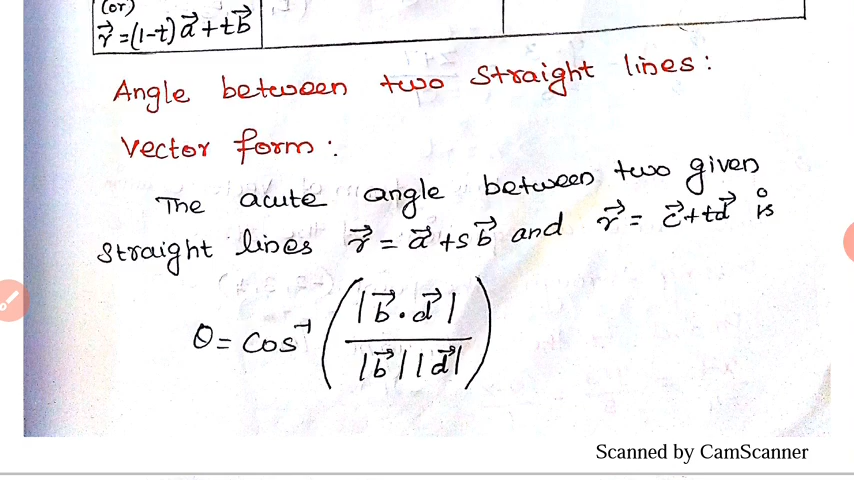 (or)
r⃗ = (1-t) a⃗ + t b⃗
Angle between two straight lines:
Vector form:
The acute angle between two given
straight lines r⃗ = a⃗ + s b⃗ and r⃗ = c⃗ + t d⃗ is
θ = Cos⁻¹ ( |b⃗ · d⃗| / |b⃗| |d⃗| )
Scanned by CamScanner